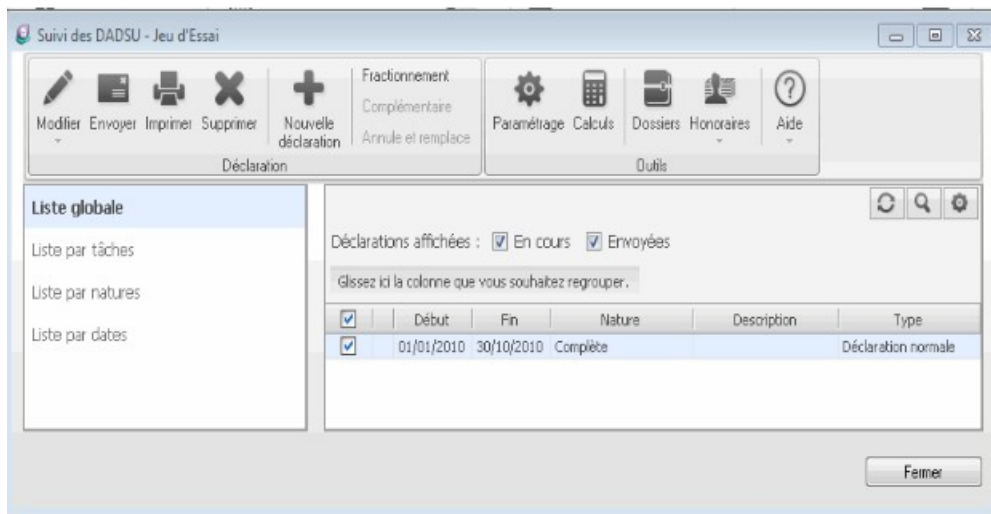 Suivi des DADSU - Jeu d'Essai
Modifier Envoyer Imprimer Supprimer Nouvelle déclaration
Fractionnement
Complémentaire
Annule et remplace
Déclaration
Paramétrage Calculs Dossiers Honoraires Aide
Outils
Liste globale
Liste par tâches
Liste par natures
Liste par dates
Déclarations affichées : En cours Envoyées
Glissez ici la colonne que vous souhaitez regrouper.
Début Fin Nature Description Type
01/01/2010 30/10/2010 Complète Déclaration normale
Fermer